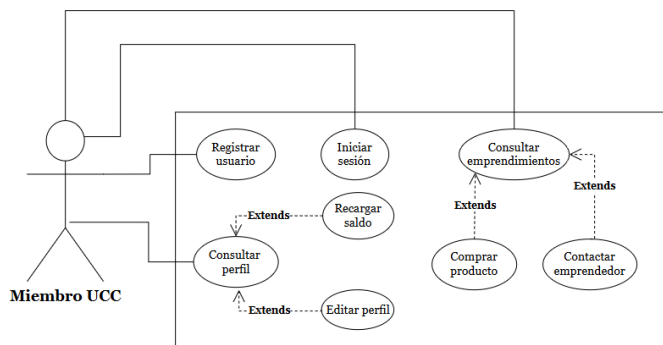 Registrar
usuario
Iniciar
sesión
Consultar
emprendimientos
Extends
Recargar
saldo
Extends
Extends
Consultar
perfil
Comprar
producto
Contactar
emprendedor
Miembro UCC
Extends
Editar perfil